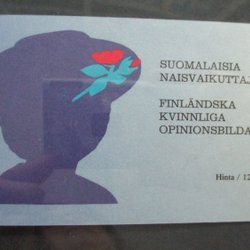 SUOMALAISIA
NAISVAIKUTTAJ
FINLÄNDSKA
KVINNLIGA
OPINIONSBILDA
Hinta / 12